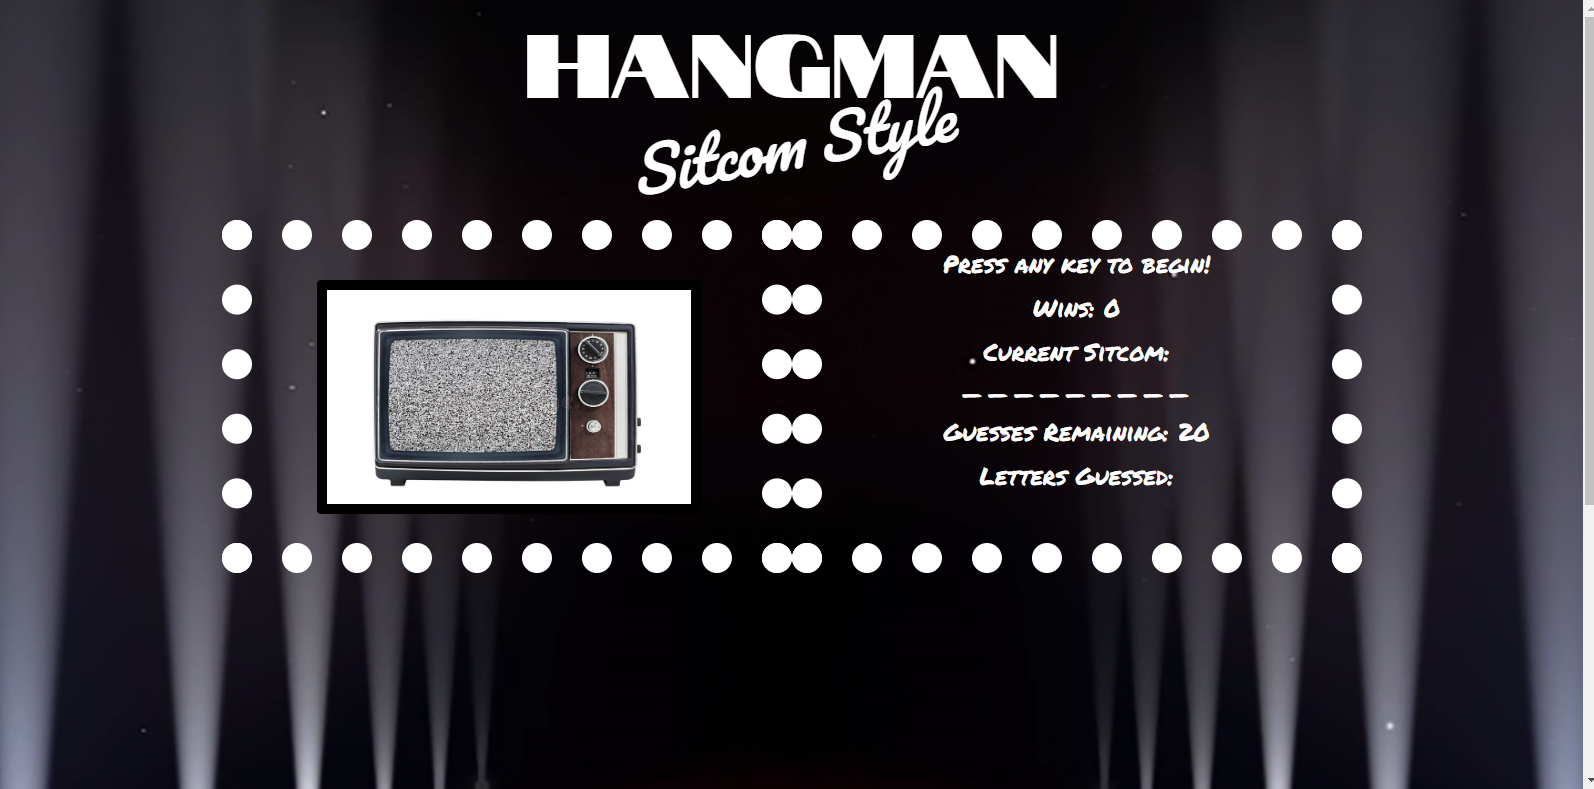 HANGMAN
Sitcom Style
Press any key to begin!
Wins: 0
Current Sitcom:
_ _ _ _ _ _ _ _ _
Guesses Remaining: 20
Letters Guessed: